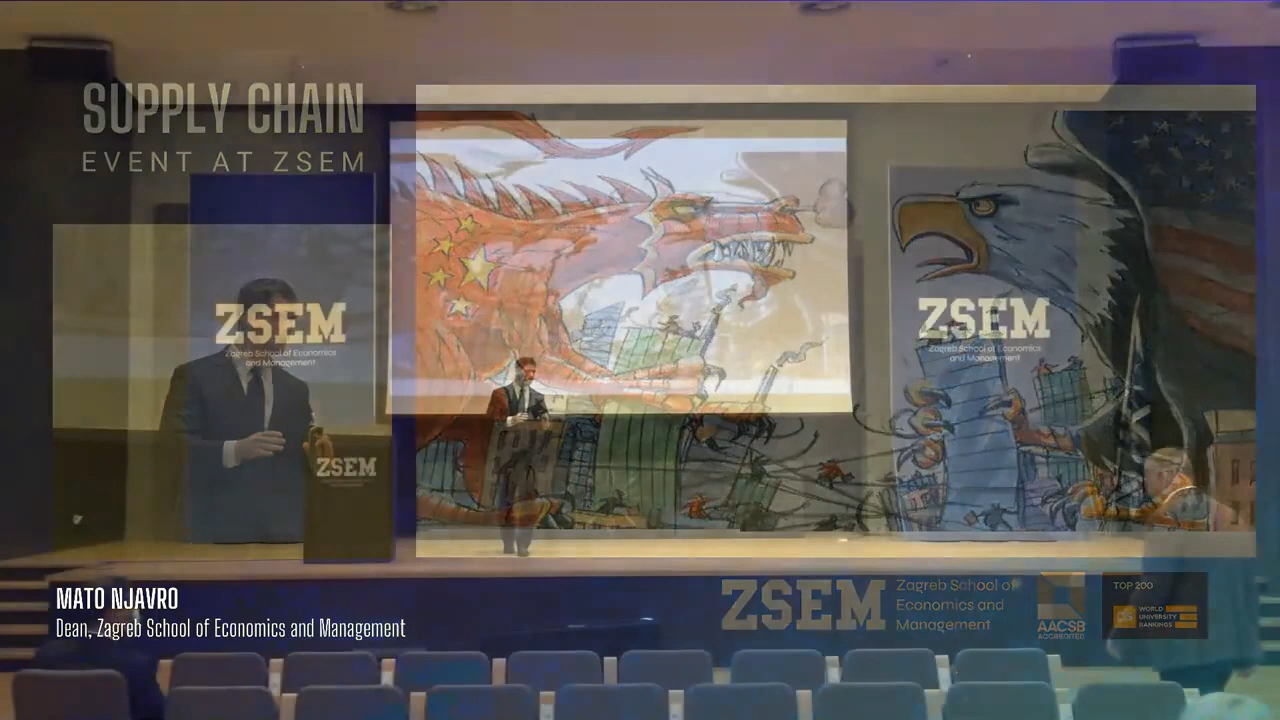 SUPPLY CHAIN
EVENT AT ZSEM
ZSEM
Zagreb School of Economics
and Management
ZSEM
Zagreb School of Economics
and Management
ZSEM
MATO NJAVRO
Dean, Zagreb School of Economics and Management
ZSEM
Zagreb School of
Economics and
Management
AACSB
ACCREDITED
TOP 200
QS
WORLD
UNIVERSITY
RANKINGS